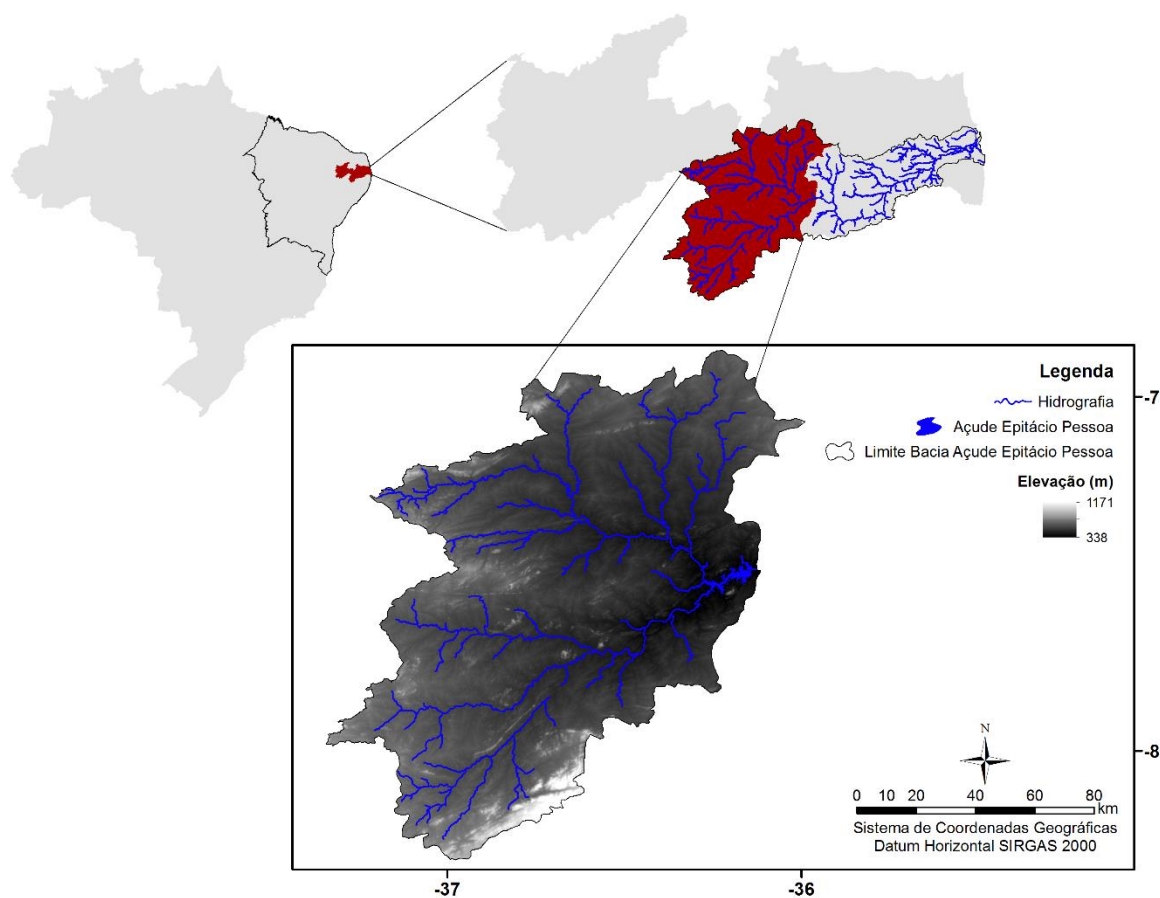 Legenda
Hidrografia
Açude Epitácio Pessoa
Limite Bacia Açude Epitácio Pessoa
Elevação (m)
1171
338
-7
-8
N
0 10 20 40 60 80
km
Sistema de Coordenadas Geográficas
Datum Horizontal SIRGAS 2000
-37 -36